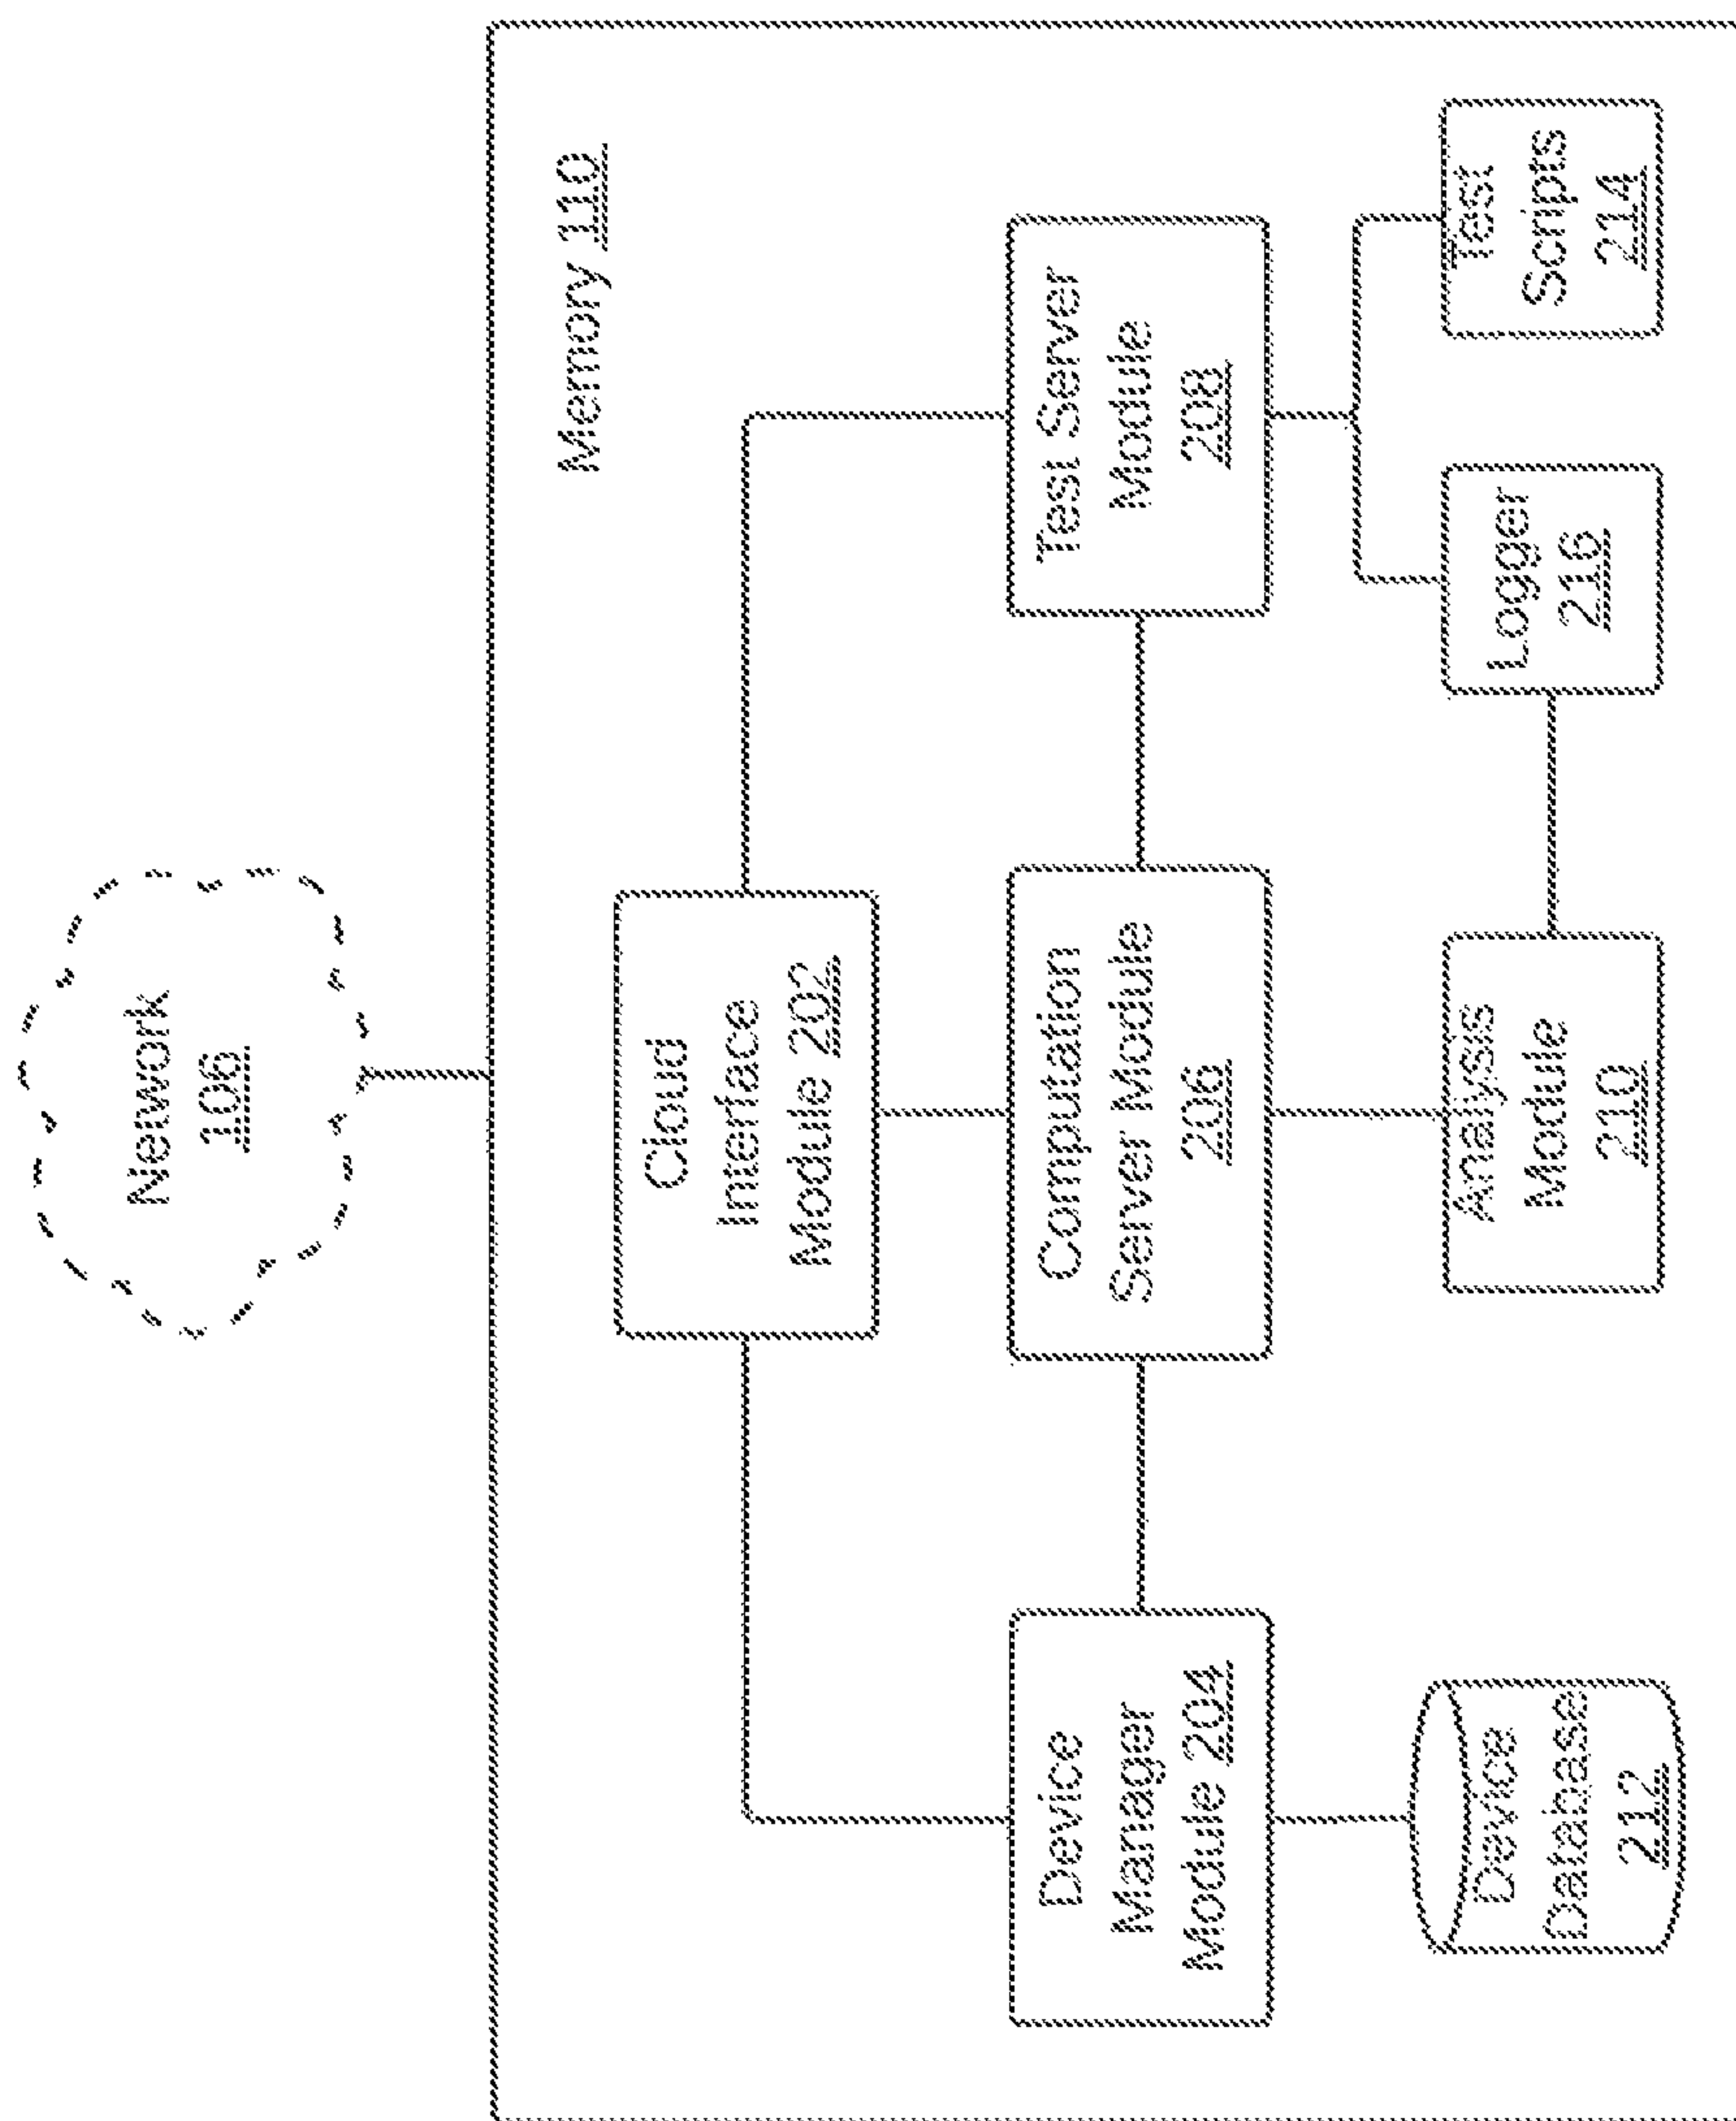 Network
106
Memory 110
Cloud
Interface
Module 202
Device
Manager
Module 204
Computation
Server Module
206
Test Server
Module
208
Device
Database
212
Analysis
Module
210
Logger
216
Test
Scripts
214